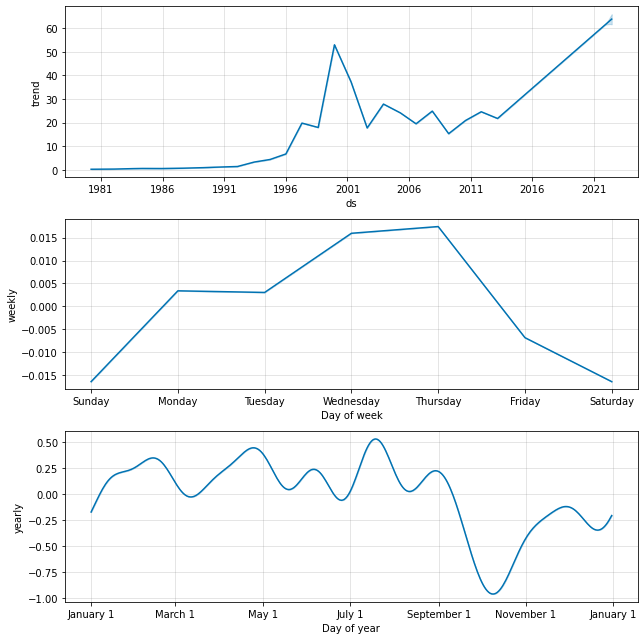 60
50
40
30
20
10
0
trend
1981 1986 1991 1996 2001 2006 2011 2016 2021
ds
0.015
0.010
0.005
0.000
−0.005
−0.010
−0.015
weekly
Sunday Monday Tuesday Wednesday Thursday Friday Saturday
Day of week
0.50
0.25
0.00
−0.25
−0.50
−0.75
−1.00
yearly
January 1 March 1 May 1 July 1 September 1 November 1 January 1
Day of year